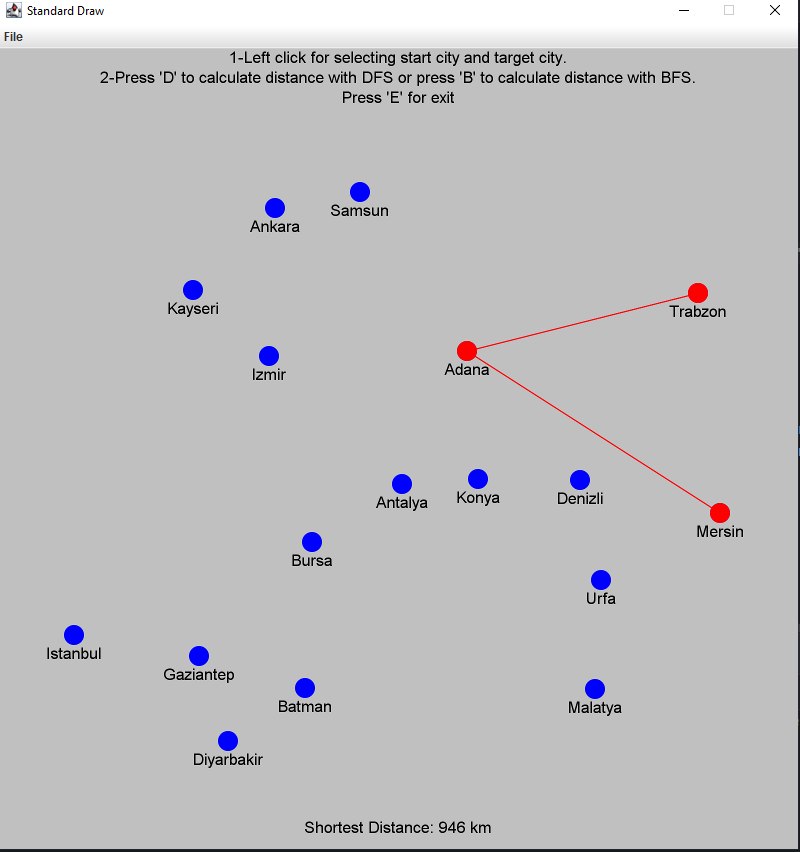 Standard Draw
File
1-Left click for selecting start city and target city.
2-Press 'D' to calculate distance with DFS or press 'B' to calculate distance with BFS.
Press 'E' for exit
Samsun
Ankara
Kayseri
Trabzon
Izmir
Adana
Antalya
Konya
Denizli
Mersin
Bursa
Urfa
Istanbul
Gaziantep
Batman
Malatya
Diyarbakir
Shortest Distance: 946 km